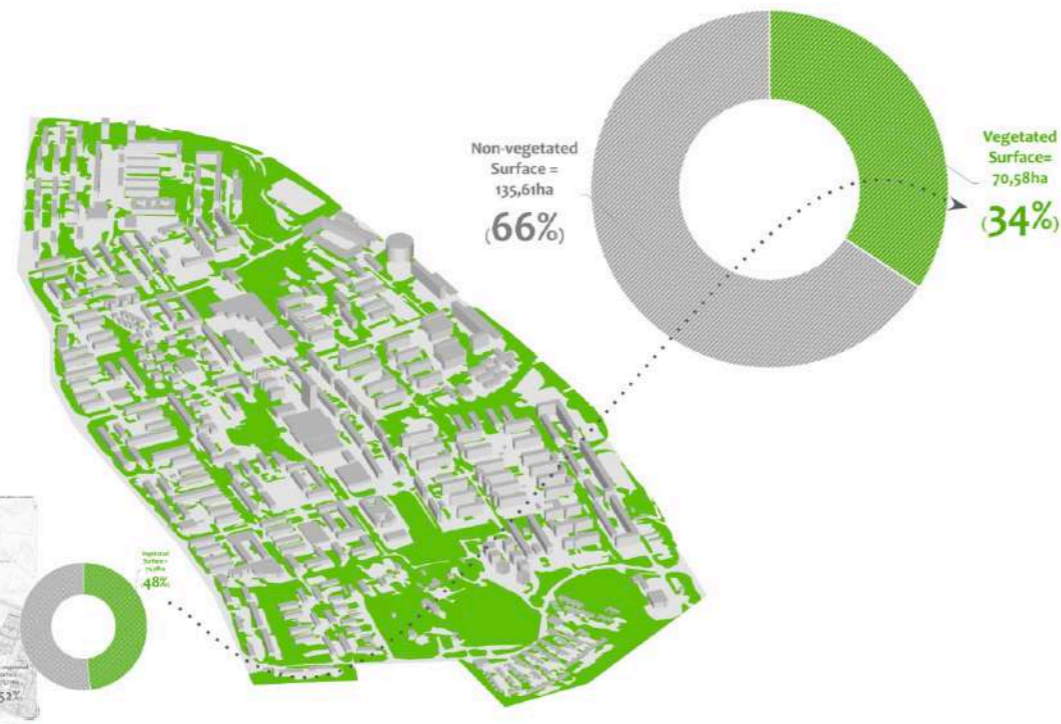 Non-vegetated
Surface =
135,61ha
(66%)
Vegetated
Surface=
70,58ha
(34%)
Vegetated
Surface=
48%
52%